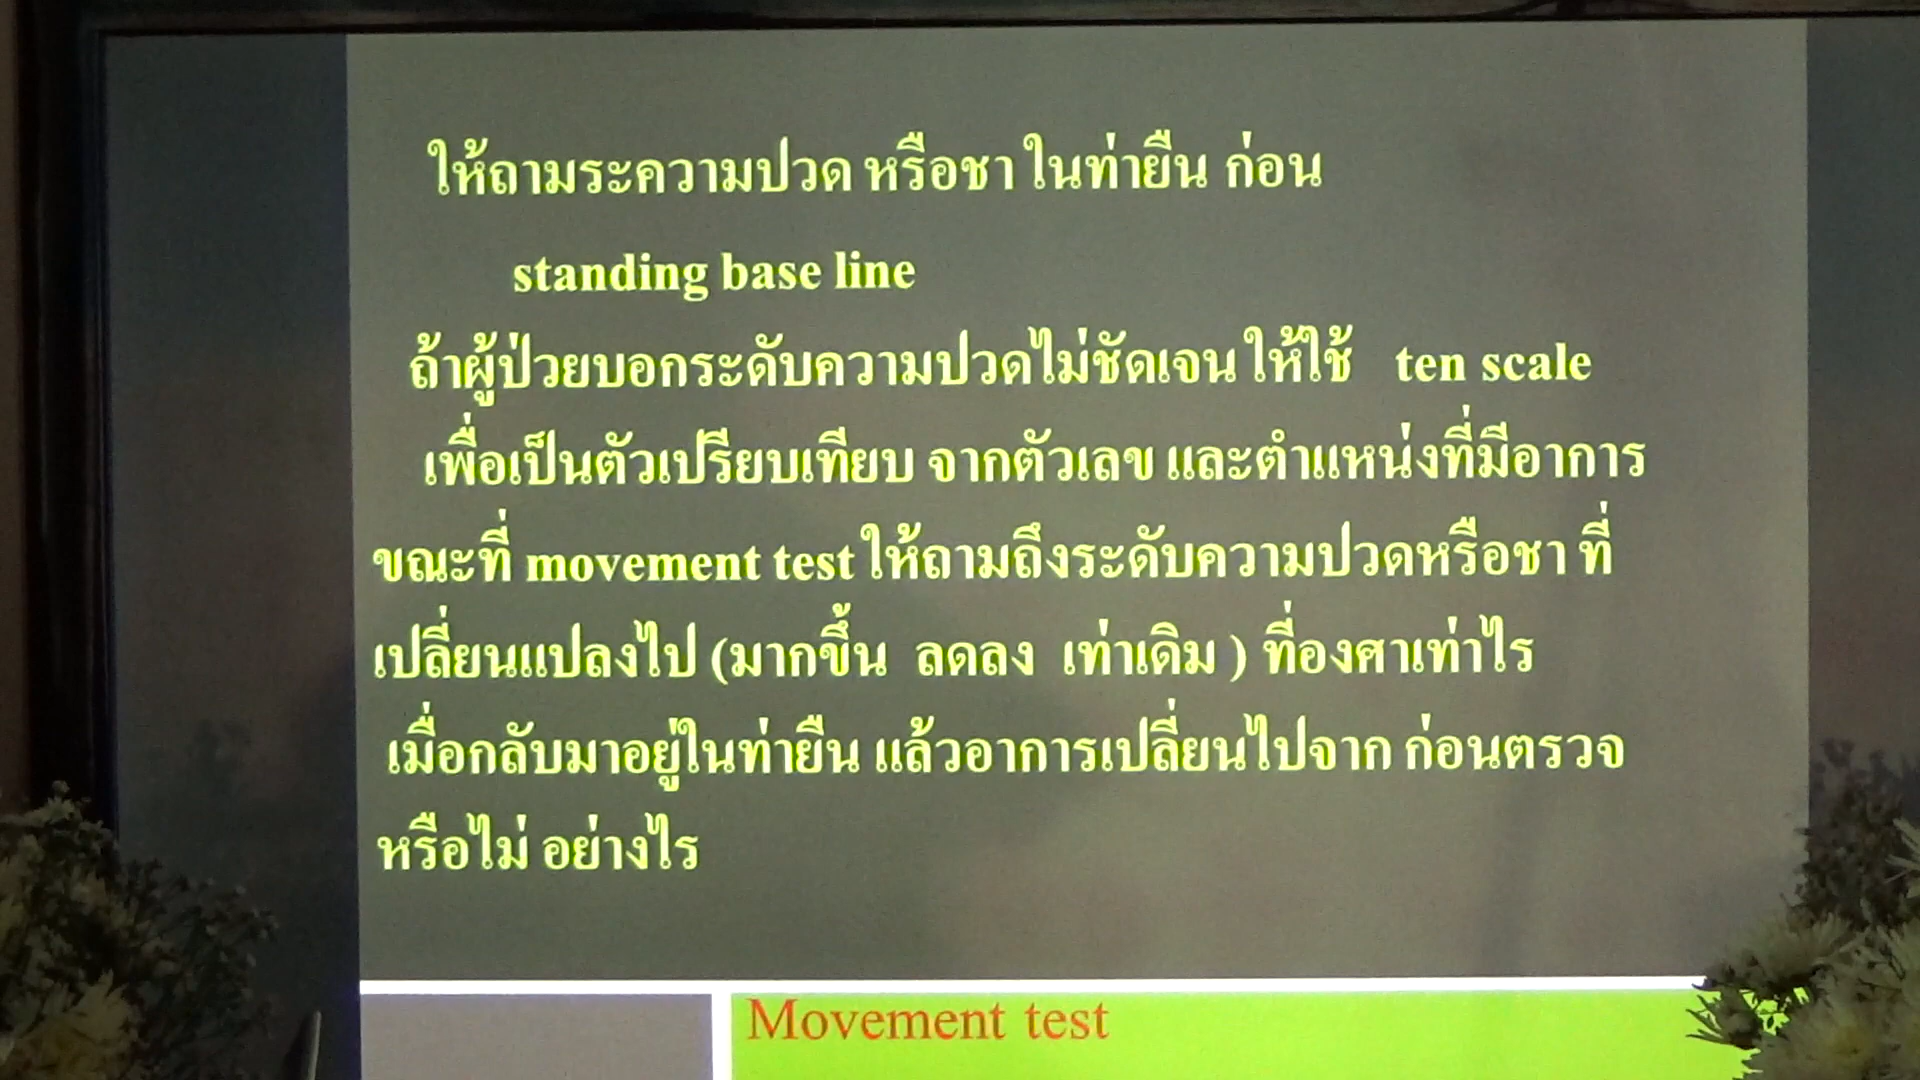 ให้ถามระความปวด หรือชา ในท่ายืน ก่อน
standing base line
ถ้าผู้ป่วยบอกระดับความปวดไม่ชัดเจน ให้ใช้ ten scale
เพื่อเป็นตัวเปรียบเทียบ จากตัวเลข และตำแหน่งที่มีอาการ
ขณะที่ movement test ให้ถามถึงระดับความปวดหรือชา ที่
เปลี่ยนแปลงไป (มากขึ้น ลดลง เท่าเดิม ) ที่องศาเท่าไร
เมื่อกลับมาอยู่ในท่ายืน แล้วอาการเปลี่ยนไปจาก ก่อนตรวจ
หรือไม่ อย่างไร
Movement test